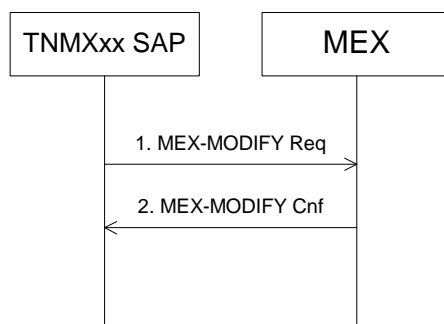 TNMXxx SAP
MEX
1. MEX-MODIFY Req
2. MEX-MODIFY Cnf